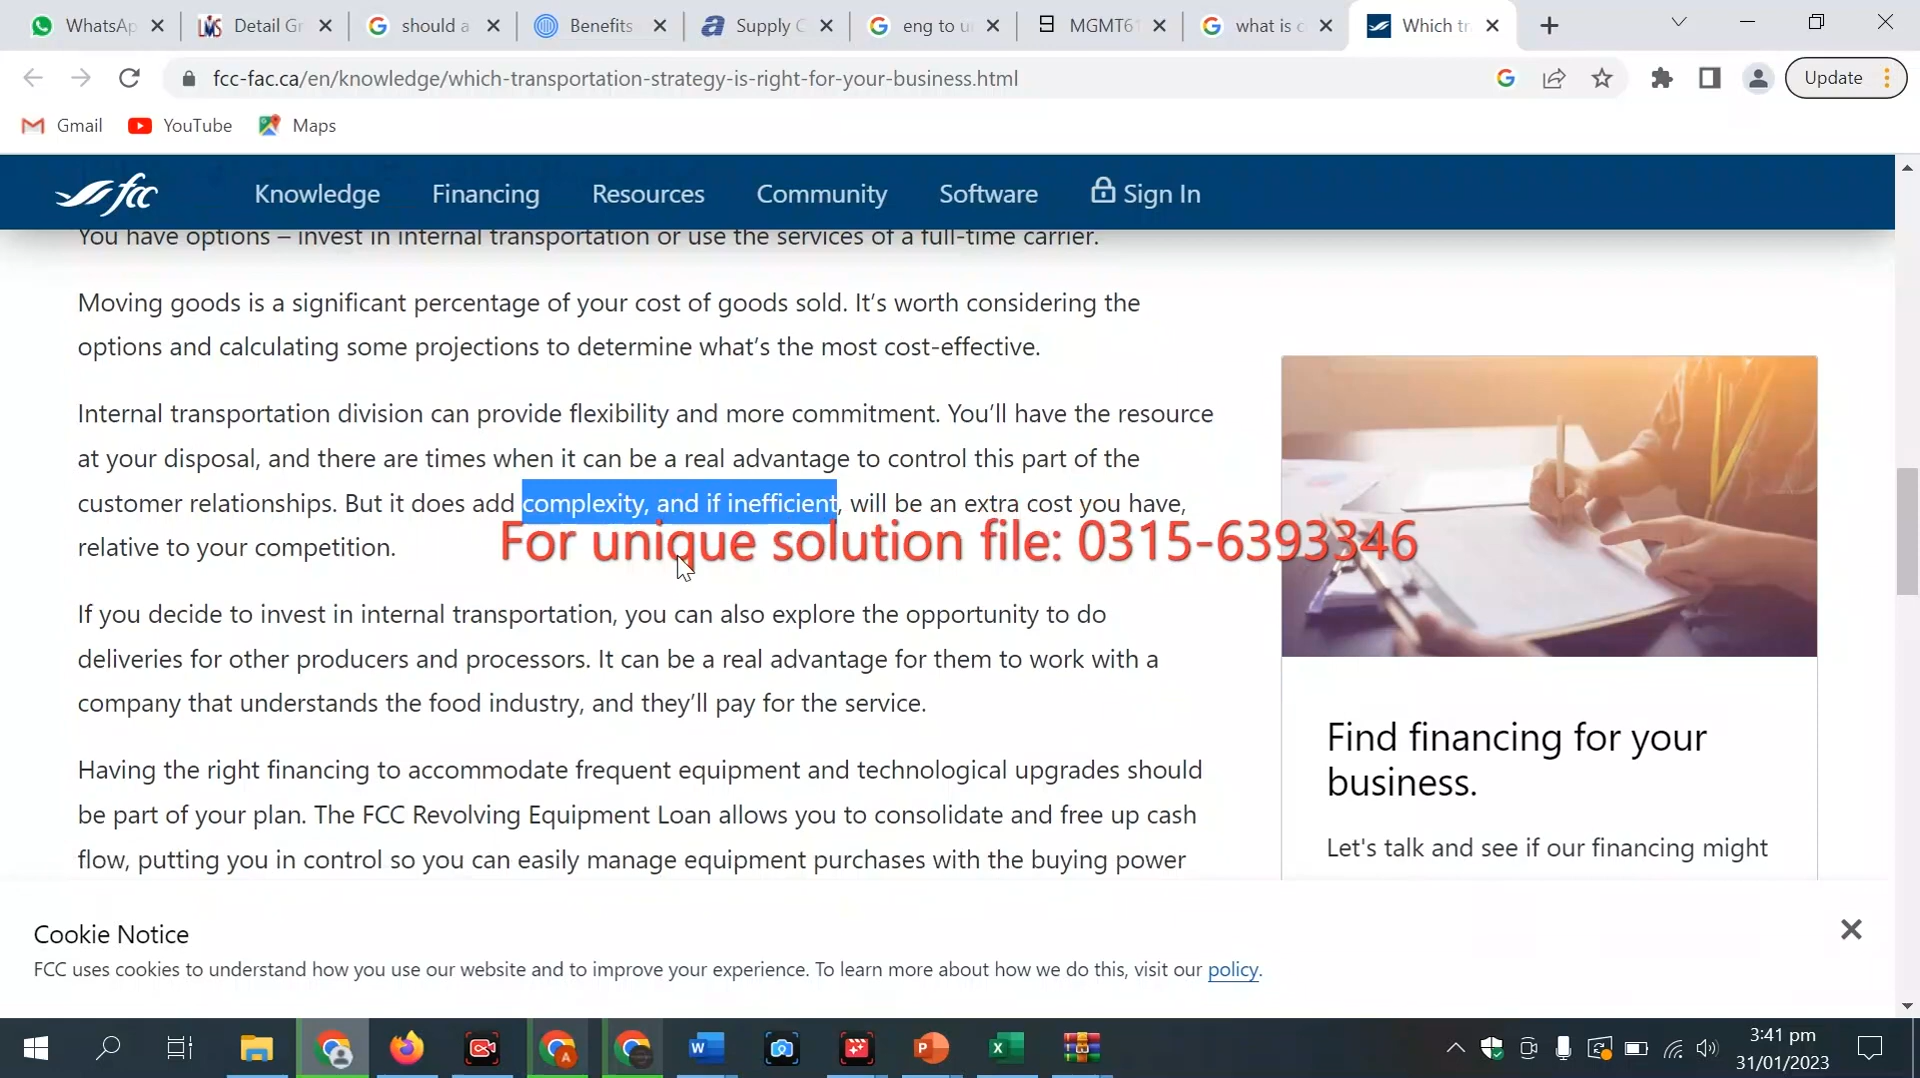 WhatsAp
Detail Gr
should a
Benefits
Supply C
eng to u
MGMT61
what is c
Which tr
fcc-fac.ca/en/knowledge/which-transportation-strategy-is-right-for-your-business.html
Update
Gmail
YouTube
Maps
fcc
Knowledge
Financing
Resources
Community
Software
Sign In
You have options – invest in internal transportation or use the services of a full-time carrier.
Moving goods is a significant percentage of your cost of goods sold. It’s worth considering the
options and calculating some projections to determine what’s the most cost-effective.
Internal transportation division can provide flexibility and more commitment. You’ll have the resource
at your disposal, and there are times when it can be a real advantage to control this part of the
customer relationships. But it does add complexity, and if inefficient, will be an extra cost you have,
relative to your competition.
For unique solution file: 0315-6393346
If you decide to invest in internal transportation, you can also explore the opportunity to do
deliveries for other producers and processors. It can be a real advantage for them to work with a
company that understands the food industry, and they’ll pay for the service.
Having the right financing to accommodate frequent equipment and technological upgrades should
be part of your plan. The FCC Revolving Equipment Loan allows you to consolidate and free up cash
flow, putting you in control so you can easily manage equipment purchases with the buying power
Find financing for your
business.
Let's talk and see if our financing might
Cookie Notice
FCC uses cookies to understand how you use our website and to improve your experience. To learn more about how we do this, visit our policy.
3:41 pm
31/01/2023